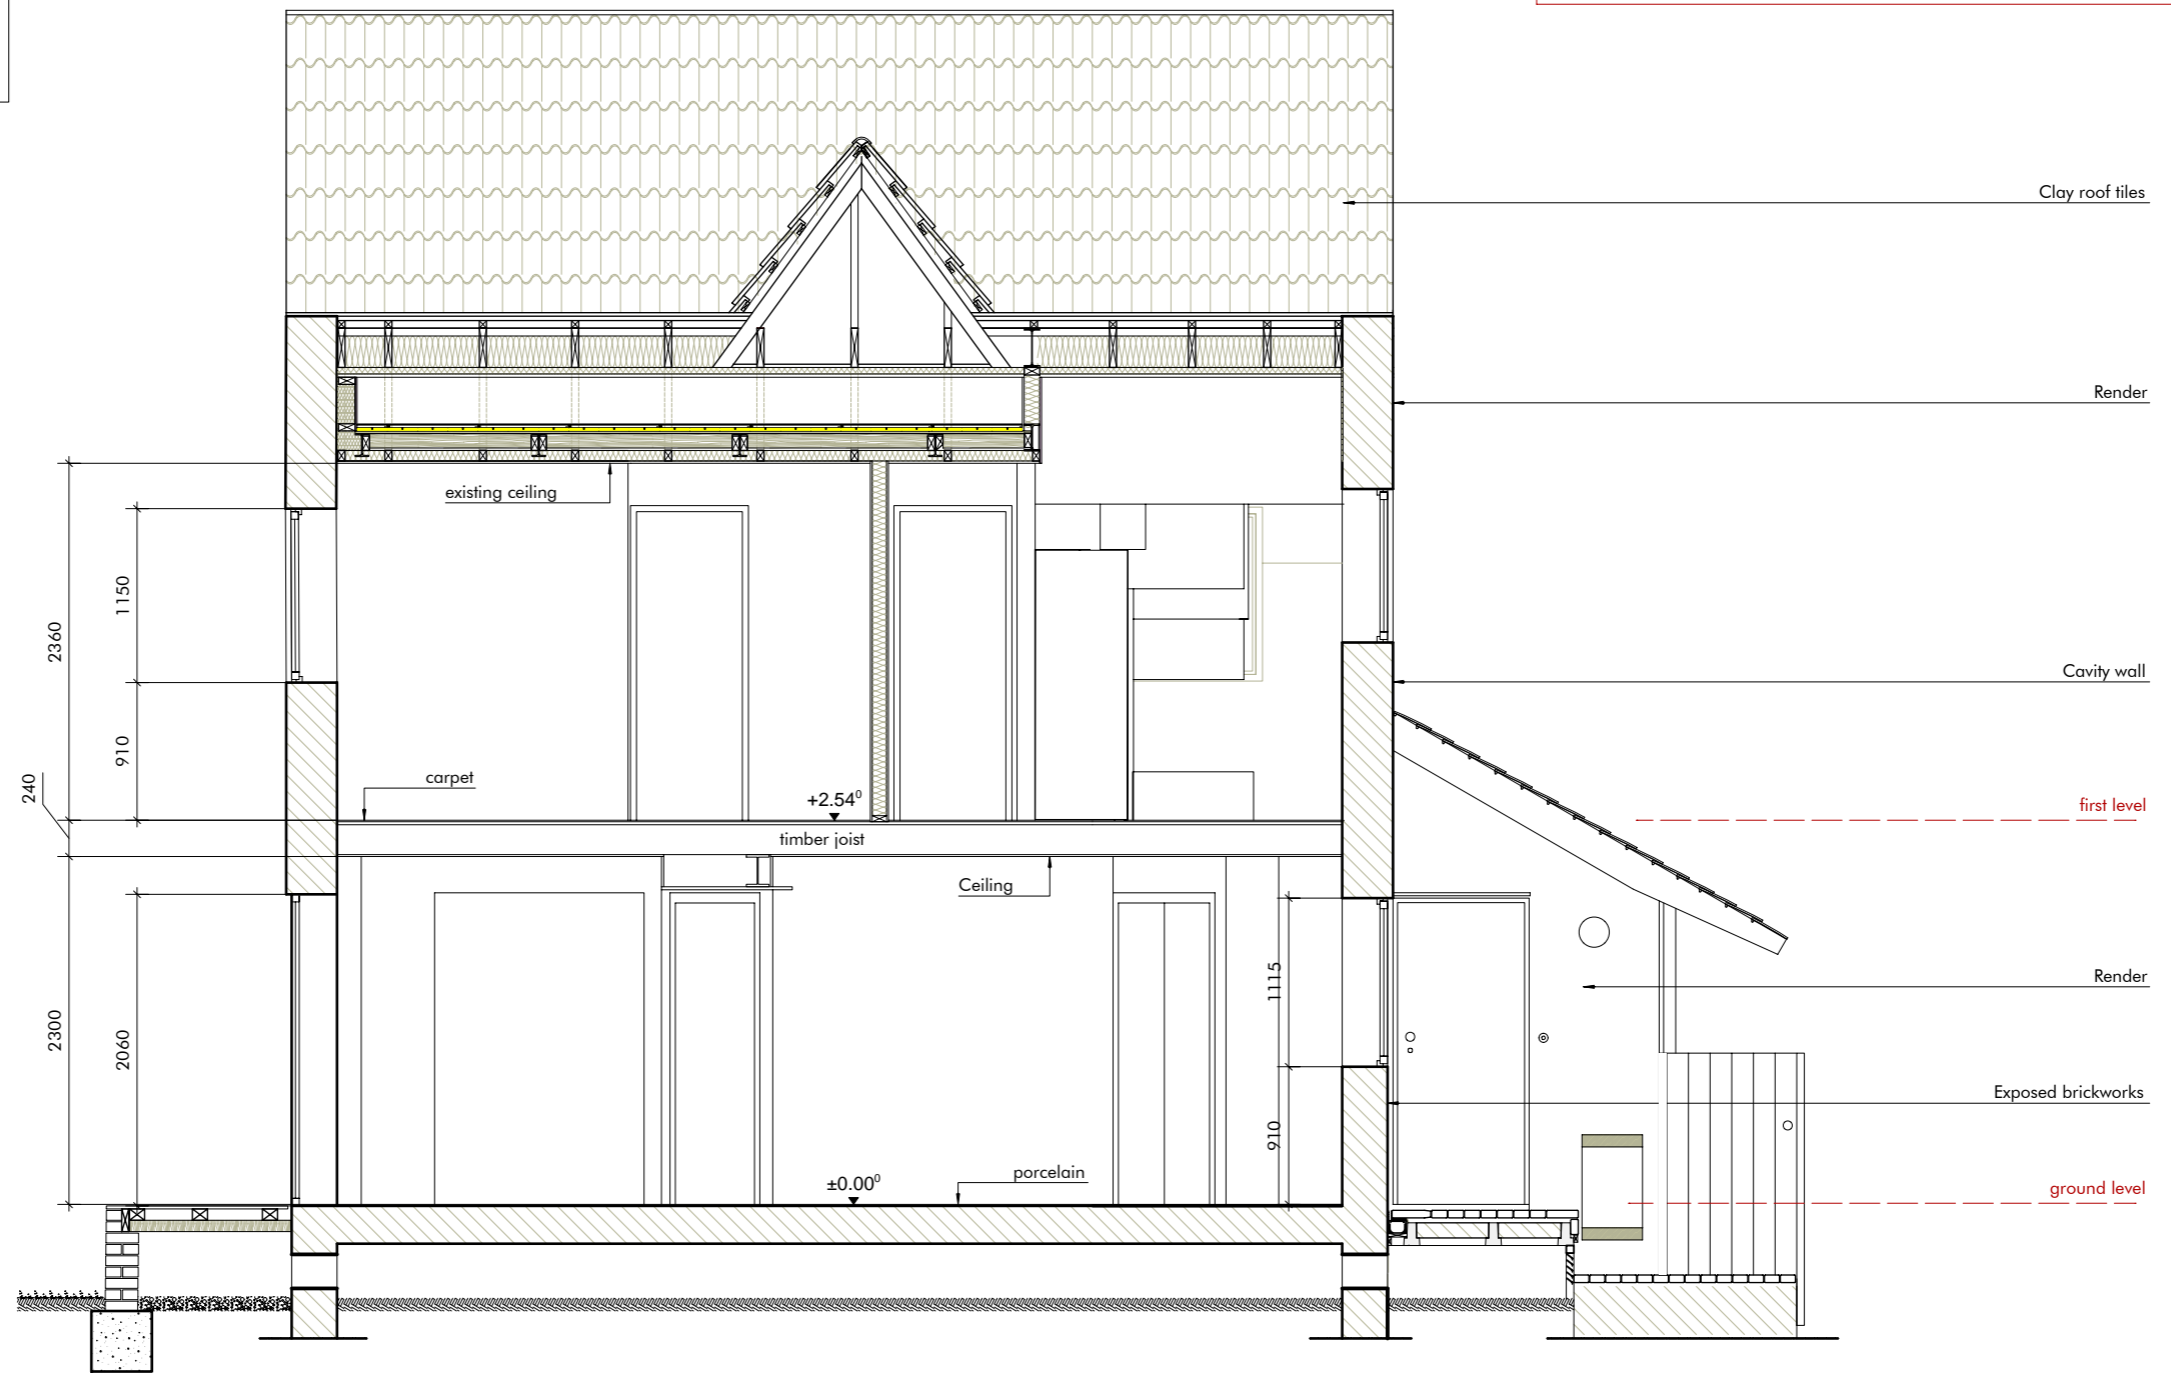 Clay roof tiles
Render
existing ceiling
1150
2360
Cavity wall
910
carpet
240
+2.54⁰
first level
timber joist
Ceiling
1115
Render
2300
2060
Exposed brickworks
910
porcelain
±0.00⁰
ground level